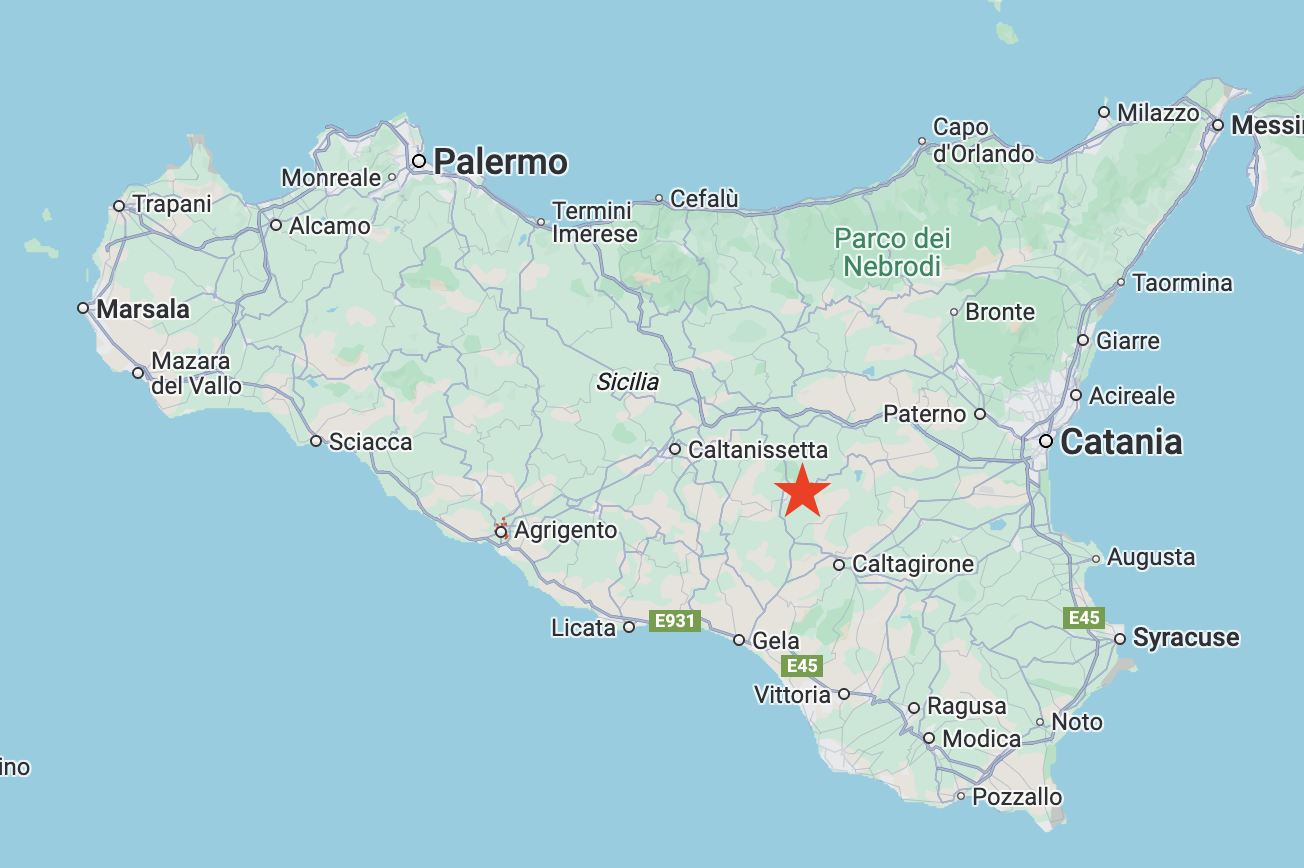 Milazzo
Messin
Capo
d'Orlando
Palermo
Monreale
Trapani
Cefalù
Termini
Imerese
Alcamo
Parco dei
Nebrodi
Taormina
Marsala
Bronte
Giarre
Mazara
del Vallo
Sicilia
Acireale
Paterno
Sciacca
Caltanissetta
Catania
Agrigento
Augusta
Caltagirone
E45
E931
Licata
Syracuse
Gela
E45
Vittoria
Ragusa
Noto
Modica
ino
Pozzallo